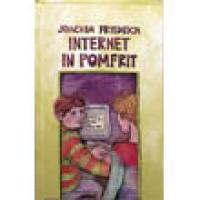 JOACHIM FRIEDRICH
INTERNET
IN POMFRIT